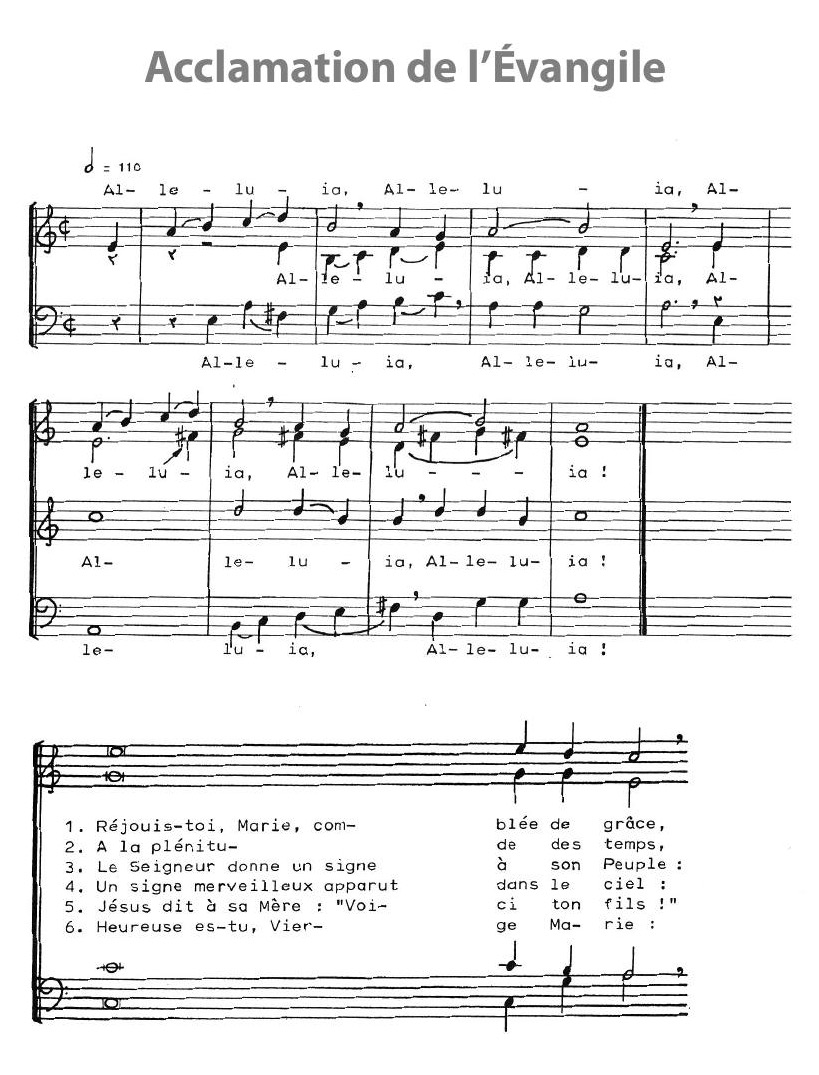 Acclamation de l'Évangile
= 110
Al- le - lu - ia, Al- le- lu - ia, Al-
Al- le - lu - ia, Al- le- lu- ia, Al-
Al-le - lu - ia, Al- le- lu- ia, Al-
le - lu - ia, Al- le- lu - - - ia !
Al- le- lu - ia, Al- le- lu- ia !
le- lu - ia, Al- le- lu- ia !
1. Réjouis-toi, Marie, com- blée de grâce,
2. A la plénitu- de des temps,
3. Le Seigneur donne un signe à son Peuple :
4. Un signe merveilleux apparut dans le ciel :
5. Jésus dit à sa Mère : "Voi- ci ton fils !"
6. Heureuse es-tu, Vier- ge Ma- rie :